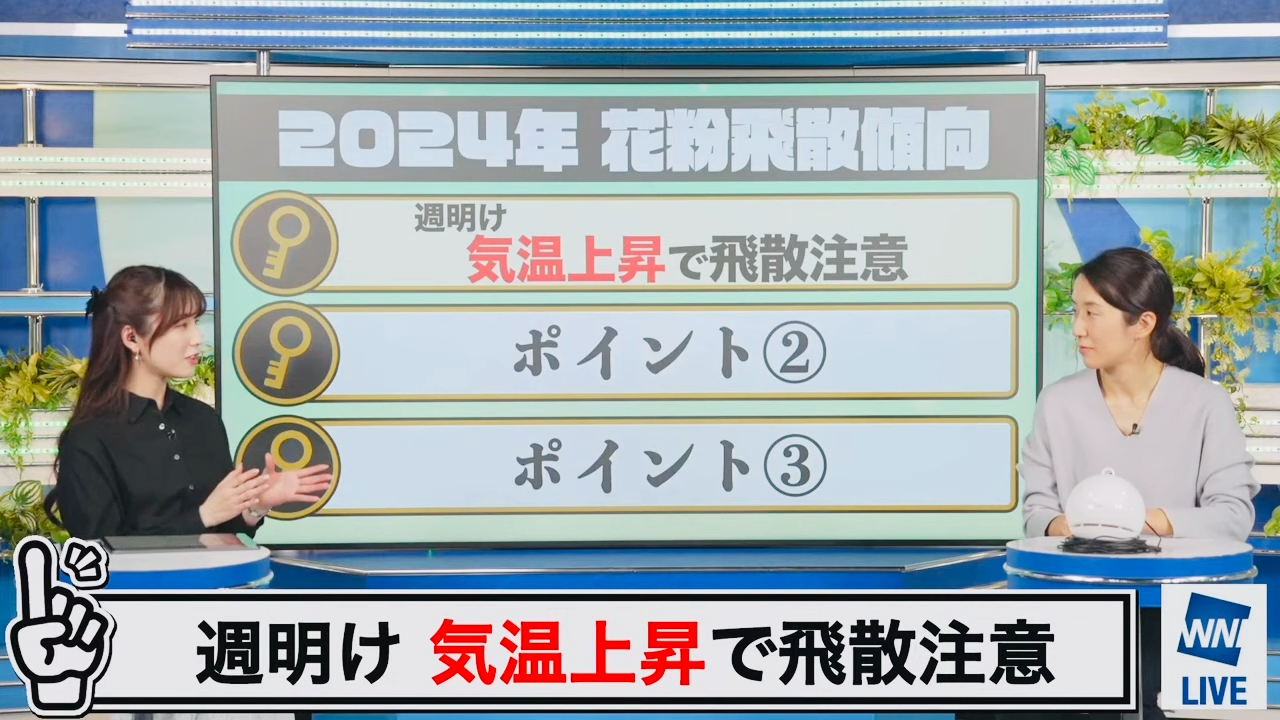 2024年 花粉飛散傾向
週明け
気温上昇で飛散注意
ポイント②
ポイント③
週明け 気温上昇で飛散注意
WNI
LIVE